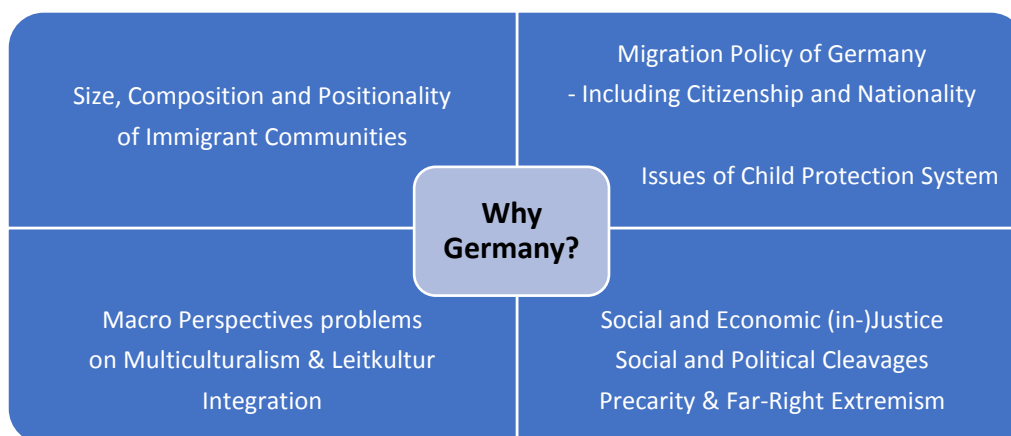 Size, Composition and Positionality
of Immigrant Communities
Migration Policy of Germany
- Including Citizenship and Nationality
Issues of Child Protection System
Why
Germany?
Macro Perspectives problems
on Multiculturalism & Leitkultur
Integration
Social and Economic (in-)Justice
Social and Political Cleavages
Precarity & Far-Right Extremism